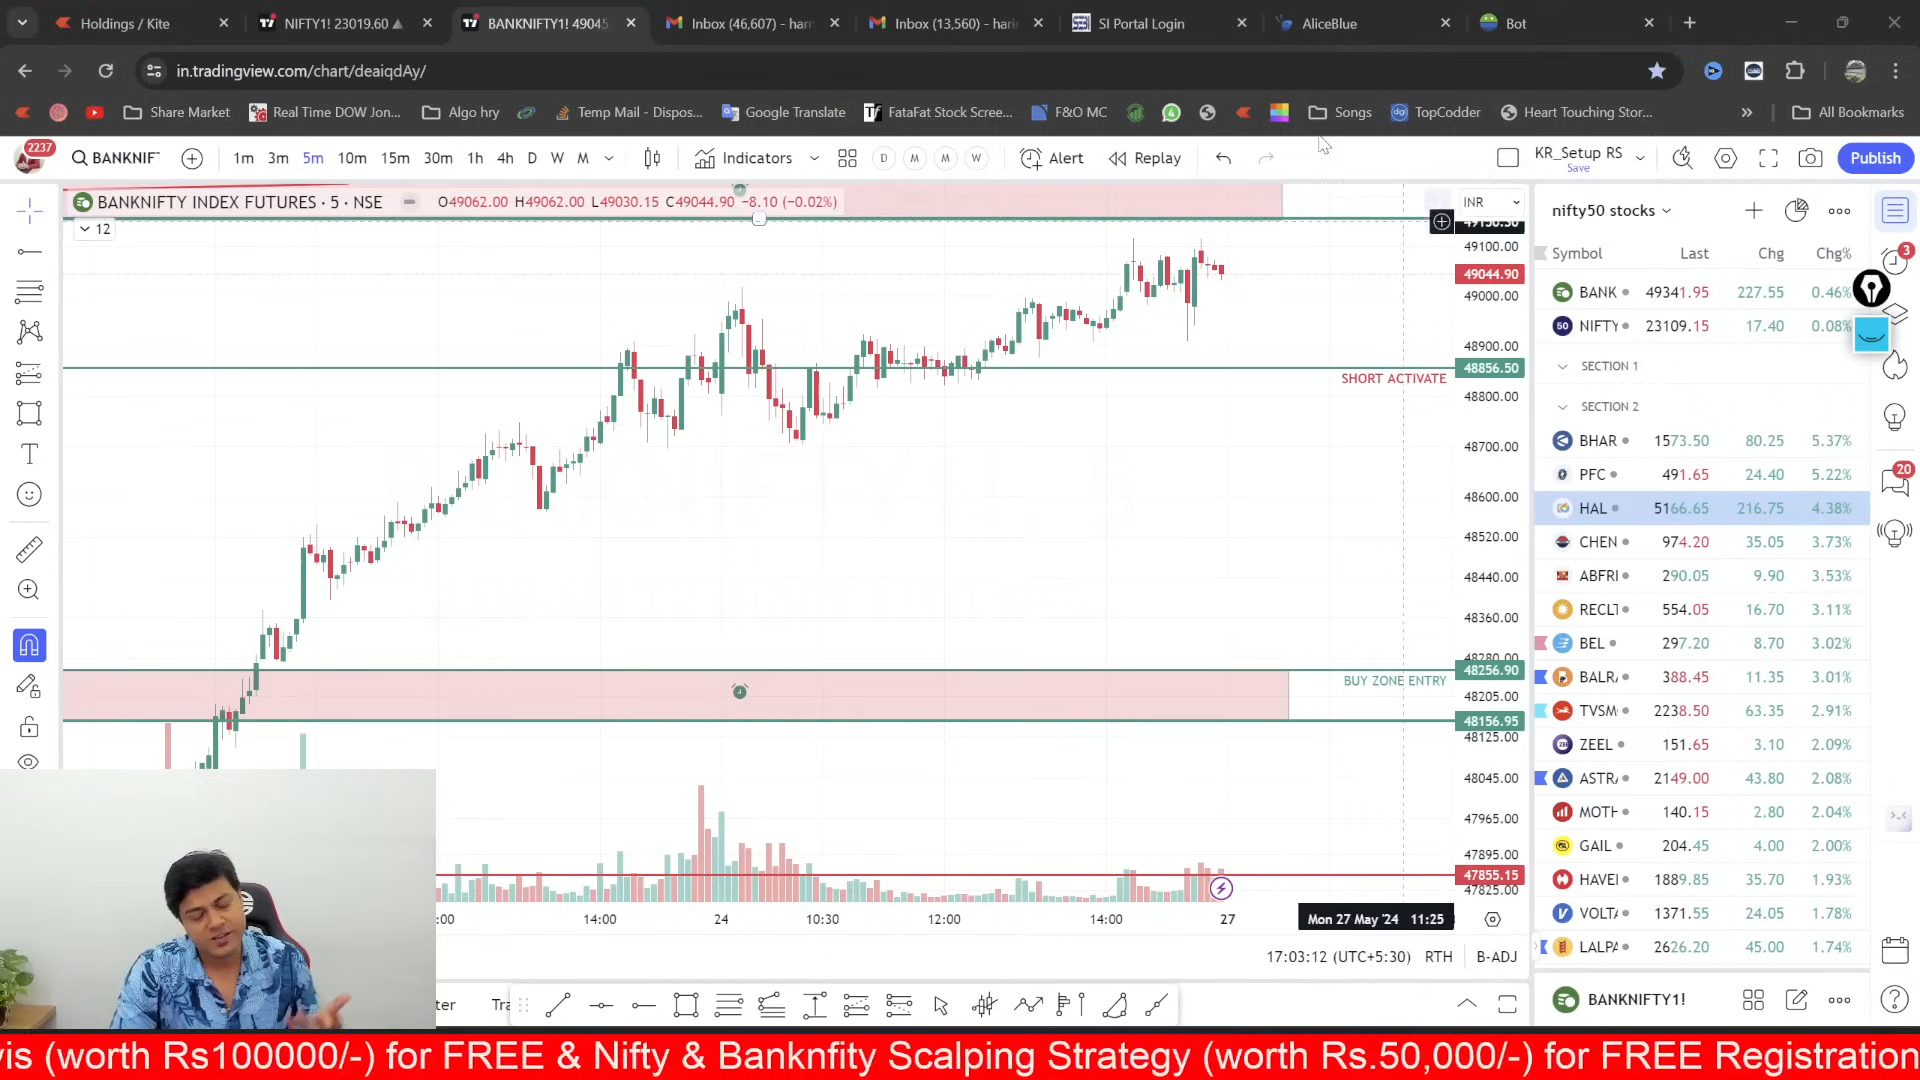 Holdings / Kite
NIFTY1! 23019.60
BANKNIFTY1! 49045
Inbox (46,607) - harr
Inbox (13,560) - hari
SI Portal Login
AliceBlue
Bot
in.tradingview.com/chart/deaiqdAy/
Share Market
Real Time DOW Jon...
Algo hry
Temp Mail - Dispos...
Google Translate
FataFat Stock Scree...
F&O MC
Songs
TopCodder
Heart Touching Stor...
All Bookmarks
2237
BANKNIF
1m 3m 5m 10m 15m 30m 1h 4h D W M
Indicators
D M M W
Alert
Replay
KR_Setup RS
Save
Publish
BANKNIFTY INDEX FUTURES · 5 · NSE
O49062.00 H49062.00 L49030.15 C49044.90 −8.10 (−0.02%)
12
INR
49100.00
49044.90
49000.00
48900.00
48856.50
SHORT ACTIVATE
48800.00
48700.00
48600.00
48520.00
48440.00
48360.00
48280.00
48256.90
BUY ZONE ENTRY
48205.00
48156.95
48125.00
48045.00
47965.00
47895.00
47855.15
47825.00
:00 14:00 24 10:30 12:00 14:00 27
Mon 27 May '24 11:25
17:03:12 (UTC+5:30) RTH B-ADJ
nifty50 stocks
Symbol Last Chg Chg%
BANK 49341.95 227.55 0.46%
50 NIFTY 23109.15 17.40 0.08%
SECTION 1
SECTION 2
BHAR 1573.50 80.25 5.37%
PFC 491.65 24.40 5.22%
HAL 5166.65 216.75 4.38%
CHEN 974.20 35.05 3.73%
ABFRI 290.05 9.90 3.53%
RECLT 554.05 16.70 3.11%
BEL 297.20 8.70 3.02%
BALR 388.45 11.35 3.01%
TVSM 2238.50 63.35 2.91%
ZEEL 151.65 3.10 2.09%
ASTR 2149.00 43.80 2.08%
MOTH 140.15 2.80 2.04%
GAIL 204.45 4.00 2.00%
HAVE 1889.85 35.70 1.93%
VOLT 1371.55 24.05 1.78%
LALPA 2626.20 45.00 1.74%
3
20
BANKNIFTY1!
ter
Tra
vis (worth Rs100000/-) for FREE & Nifty & Banknfity Scalping Strategy (worth Rs.50,000/-) for FREE Registration